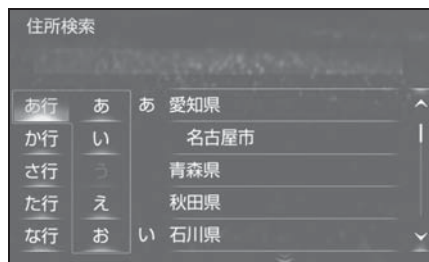 住所検索
あ行 あ あ 愛知県
か行 い 名古屋市
さ行 う 青森県
た行 え 秋田県
な行 お い 石川県